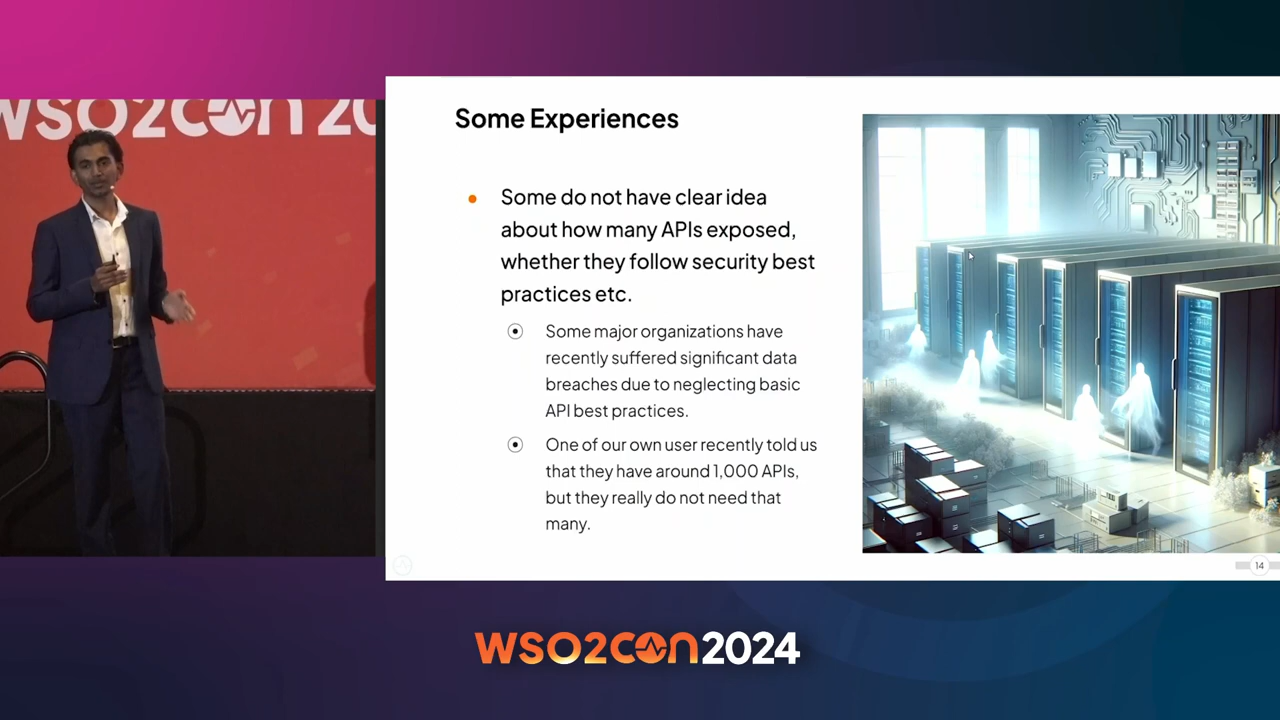 WSO2CON 20
Some Experiences
Some do not have clear idea
about how many APIs exposed,
whether they follow security best
practices etc.
Some major organizations have
recently suffered significant data
breaches due to neglecting basic
API best practices.
One of our own user recently told us
that they have around 1,000 APIs,
but they really do not need that
many.
14
WSO2CON2024